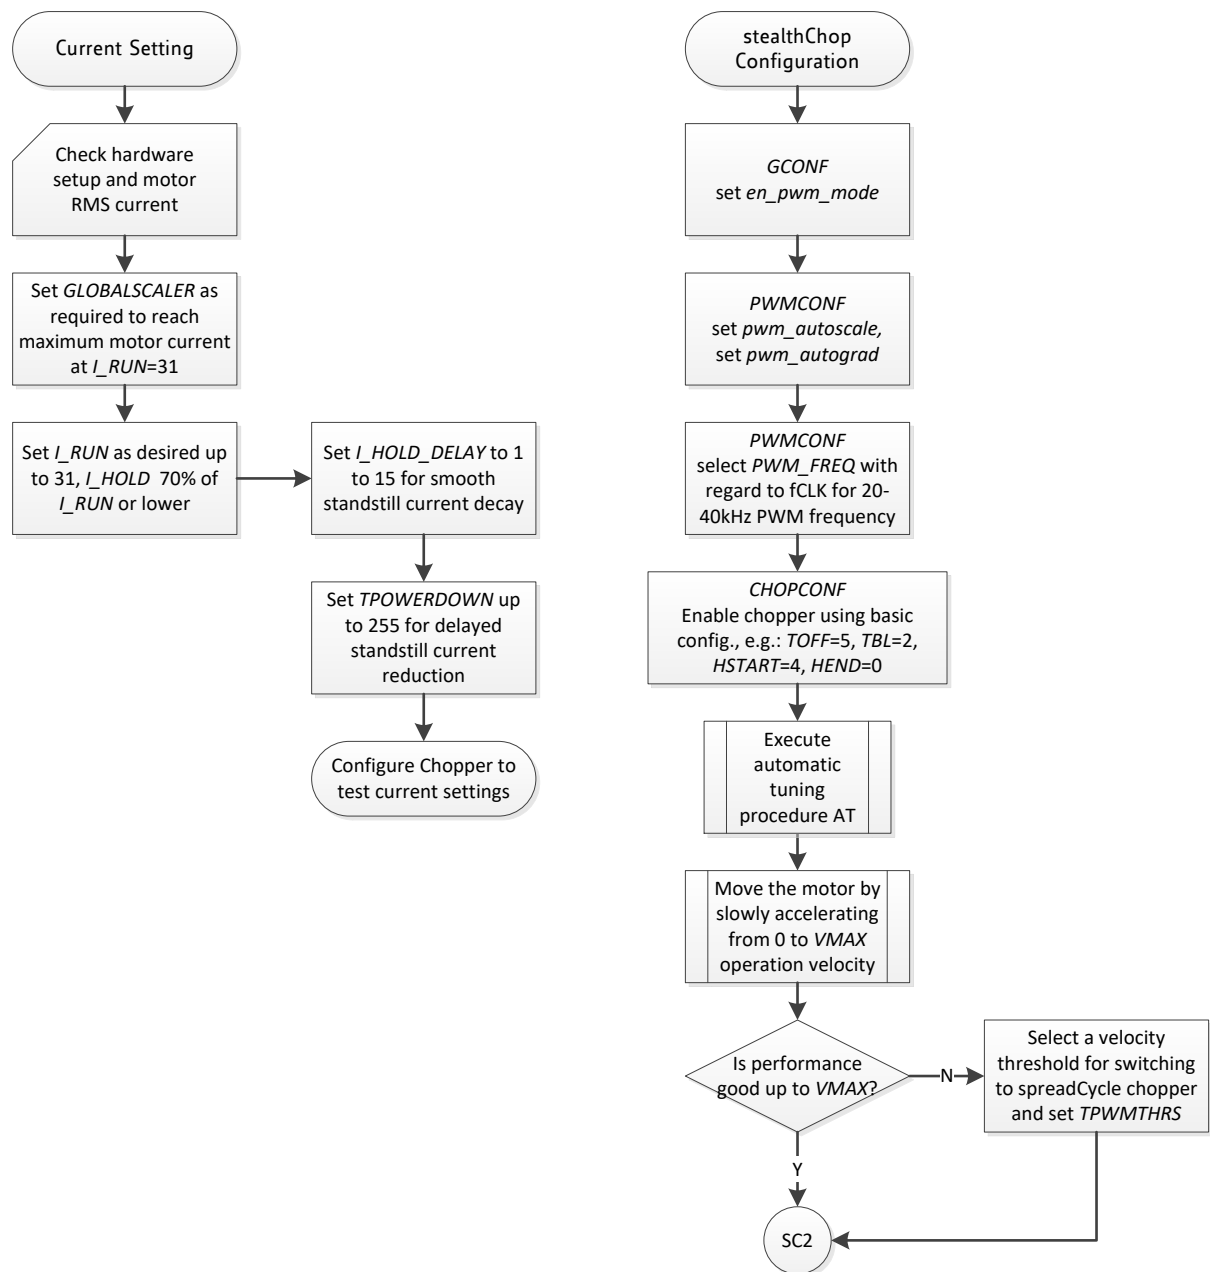 Current Setting
Check hardware
setup and motor
RMS current
Set GLOBALSCALER as
required to reach
maximum motor current
at I_RUN=31
Set I_RUN as desired up
to 31, I_HOLD 70% of
I_RUN or lower
Set I_HOLD_DELAY to 1
to 15 for smooth
standstill current decay
Set TPOWERDOWN up
to 255 for delayed
standstill current
reduction
Configure Chopper to
test current settings
stealthChop
Configuration
GCONF
set en_pwm_mode
PWMCONF
set pwm_autoscale,
set pwm_autograd
PWMCONF
select PWM_FREQ with
regard to fCLK for 20-
40kHz PWM frequency
CHOPCONF
Enable chopper using basic
config., e.g.: TOFF=5, TBL=2,
HSTART=4, HEND=0
Execute
automatic
tuning
procedure AT
Move the motor by
slowly accelerating
from 0 to VMAX
operation velocity
Is performance
good up to VMAX?
N
Select a velocity
threshold for switching
to spreadCycle chopper
and set TPWMTHRS
Y
SC2